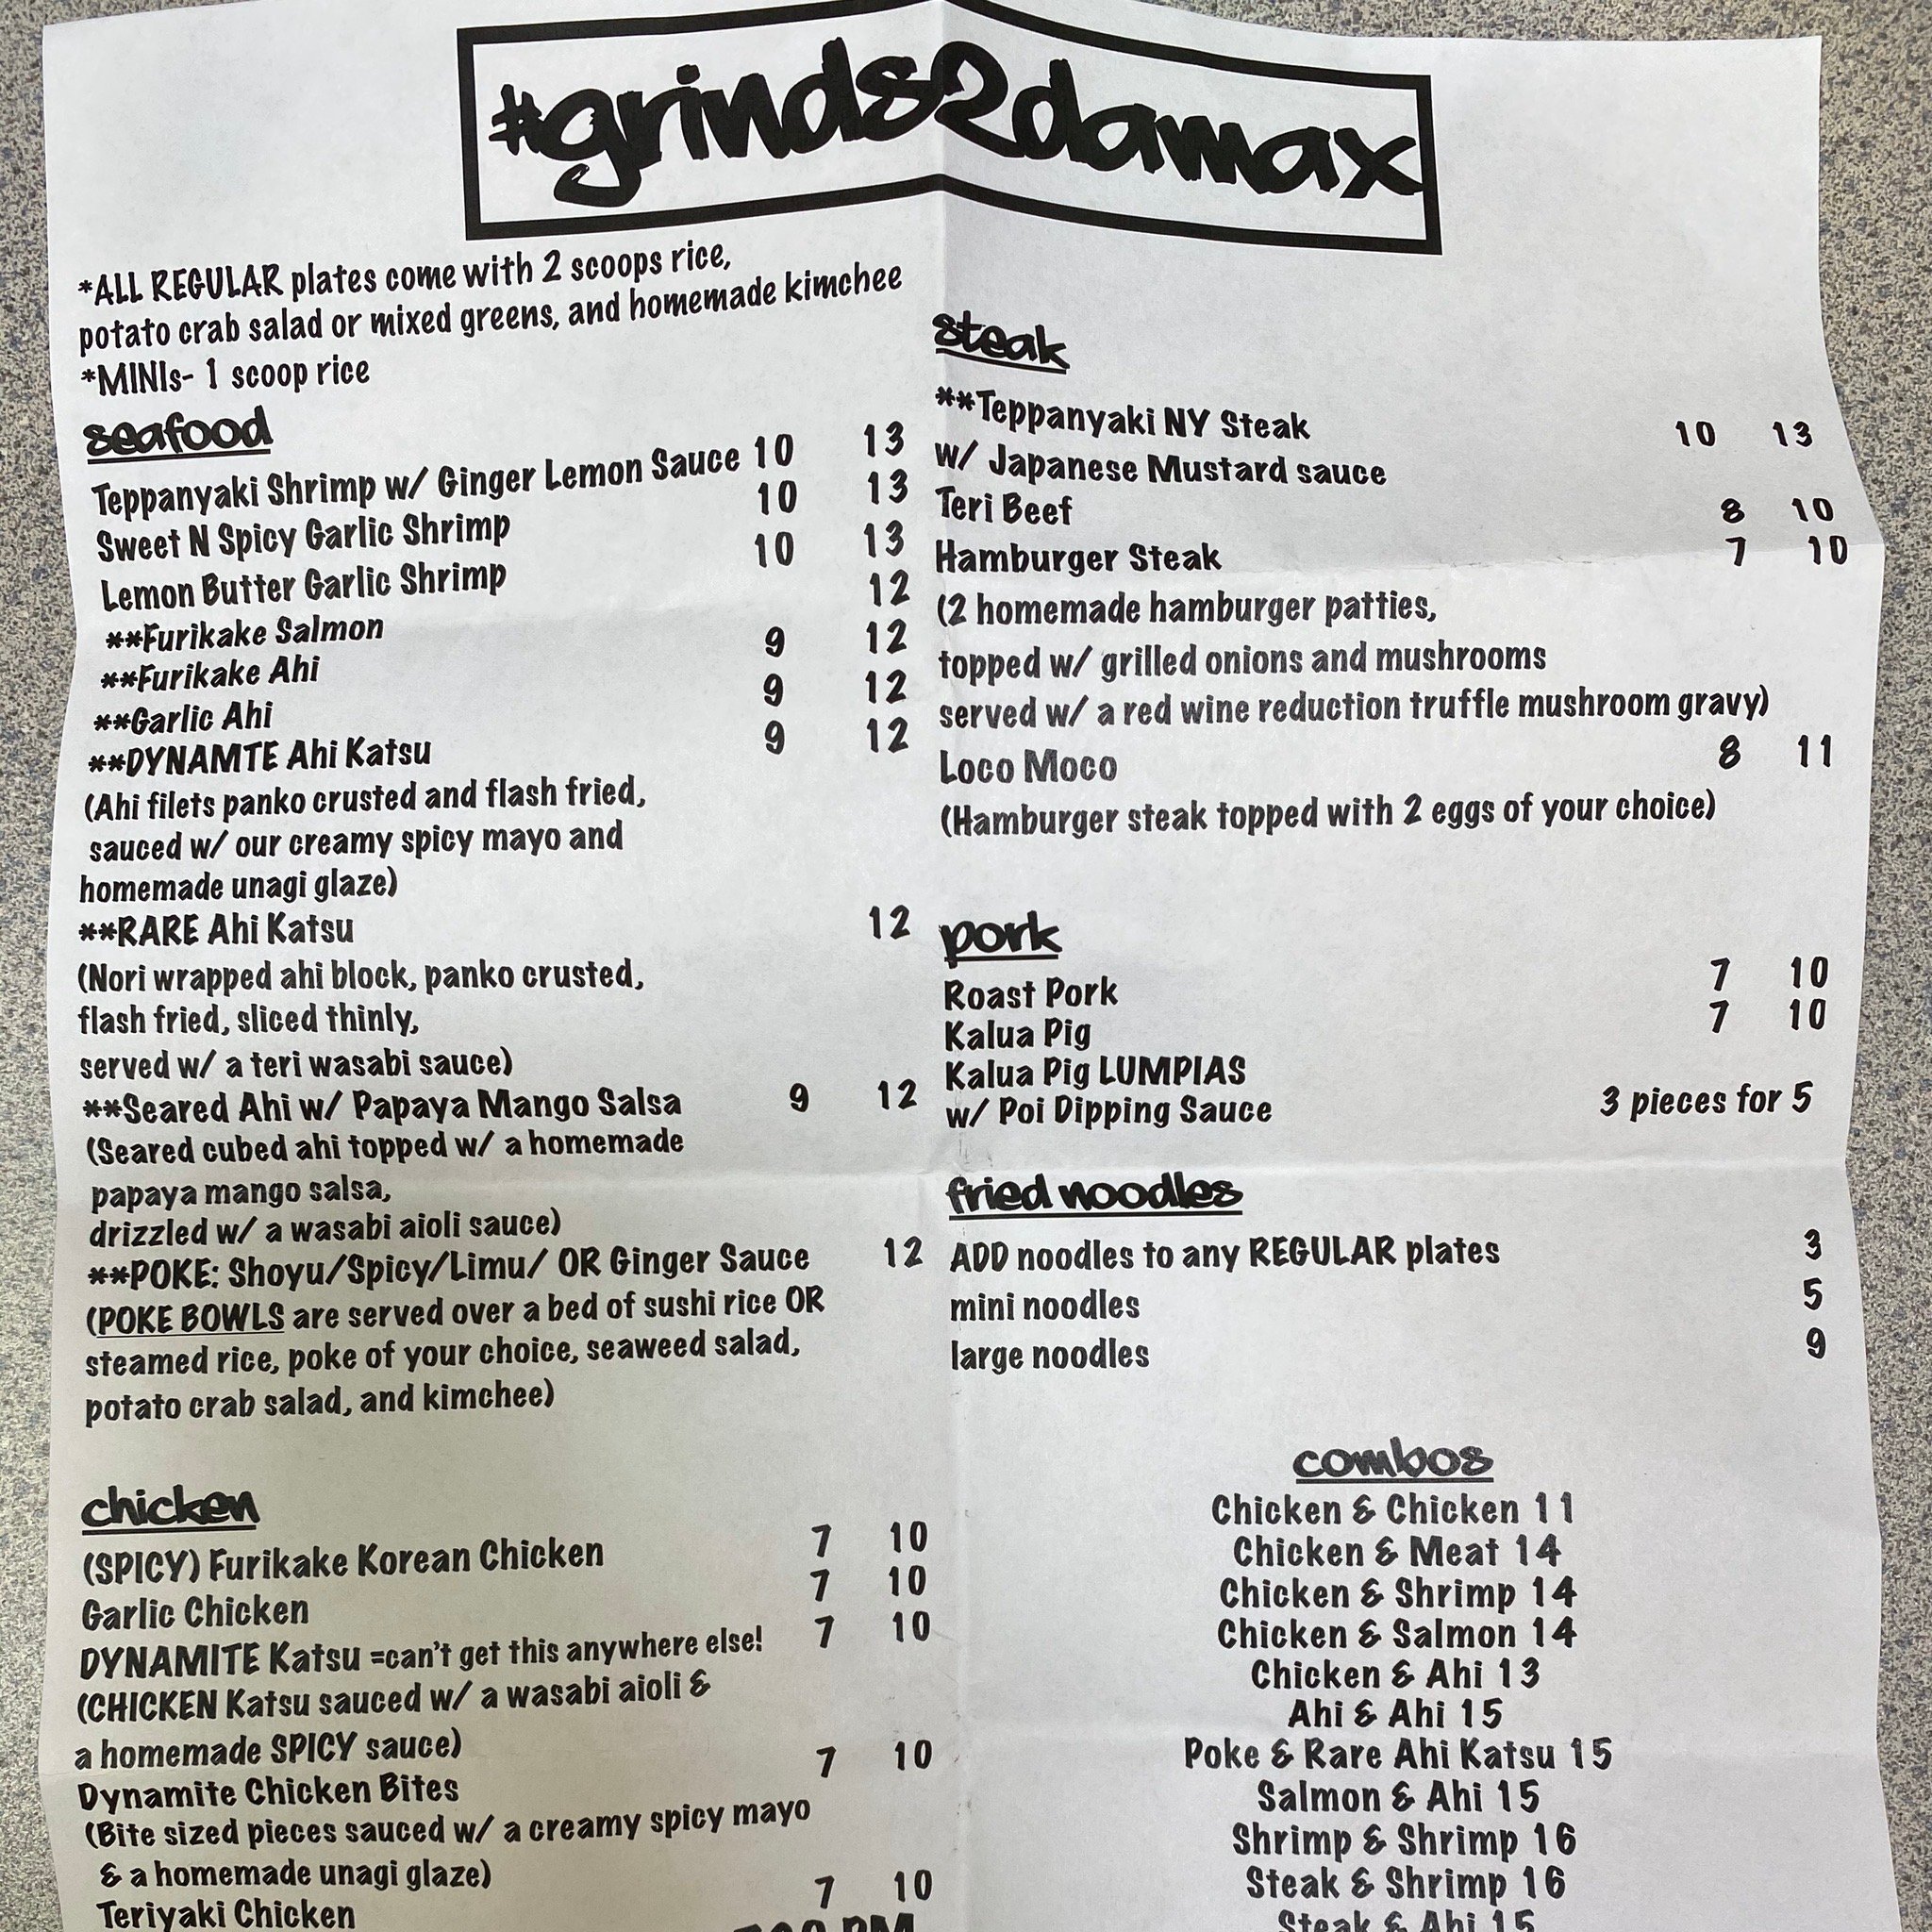 #grinds2damax
*ALL REGULAR plates come with 2 scoops rice,
potato crab salad or mixed greens, and homemade kimchee
*MINIs- 1 scoop rice
seafood
Teppanyaki Shrimp w/ Ginger Lemon Sauce 10 13
Sweet N Spicy Garlic Shrimp 10 13
Lemon Butter Garlic Shrimp 10 13
**Furikake Salmon 12
**Furikake Ahi 9 12
**Garlic Ahi 9 12
**DYNAMTE Ahi Katsu 9 12
(Ahi filets panko crusted and flash fried,
sauced w/ our creamy spicy mayo and
homemade unagi glaze)
**RARE Ahi Katsu 12
(Nori wrapped ahi block, panko crusted,
flash fried, sliced thinly,
served w/ a teri wasabi sauce)
**Seared Ahi w/ Papaya Mango Salsa 9 12
(Seared cubed ahi topped w/ a homemade
papaya mango salsa,
drizzled w/ a wasabi aioli sauce)
**POKE: Shoyu/Spicy/Limu/ OR Ginger Sauce 12
(POKE BOWLS are served over a bed of sushi rice OR
steamed rice, poke of your choice, seaweed salad,
potato crab salad, and kimchee)
chicken
(SPICY) Furikake Korean Chicken 7 10
Garlic Chicken 7 10
DYNAMITE Katsu =can't get this anywhere else! 7 10
(CHICKEN Katsu sauced w/ a wasabi aioli &
a homemade SPICY sauce)
Dynamite Chicken Bites 7 10
(Bite sized pieces sauced w/ a creamy spicy mayo
& a homemade unagi glaze)
Teriyaki Chicken 7 10
steak
**Teppanyaki NY Steak 10 13
w/ Japanese Mustard sauce
Teri Beef 8 10
Hamburger Steak 7 10
(2 homemade hamburger patties,
topped w/ grilled onions and mushrooms
served w/ a red wine reduction truffle mushroom gravy)
Loco Moco 8 11
(Hamburger steak topped with 2 eggs of your choice)
pork
Roast Pork 7 10
Kalua Pig 7 10
Kalua Pig LUMPIAS
w/ Poi Dipping Sauce 3 pieces for 5
fried noodles
ADD noodles to any REGULAR plates 3
mini noodles 5
large noodles 9
combos
Chicken & Chicken 11
Chicken & Meat 14
Chicken & Shrimp 14
Chicken & Salmon 14
Chicken & Ahi 13
Ahi & Ahi 15
Poke & Rare Ahi Katsu 15
Salmon & Ahi 15
Shrimp & Shrimp 16
Steak & Shrimp 16
Steak & Ahi 15
PM